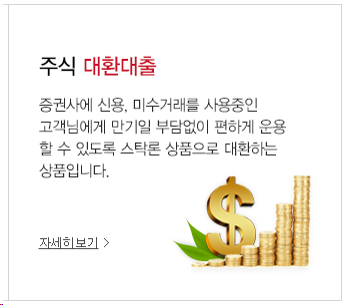 주식 대환대출
증권사에 신용, 미수거래를 사용중인
고객님에게 만기일 부담없이 편하게 운용
할 수 있도록 스탁론 상품으로 대환하는
상품입니다.
자세히보기 >